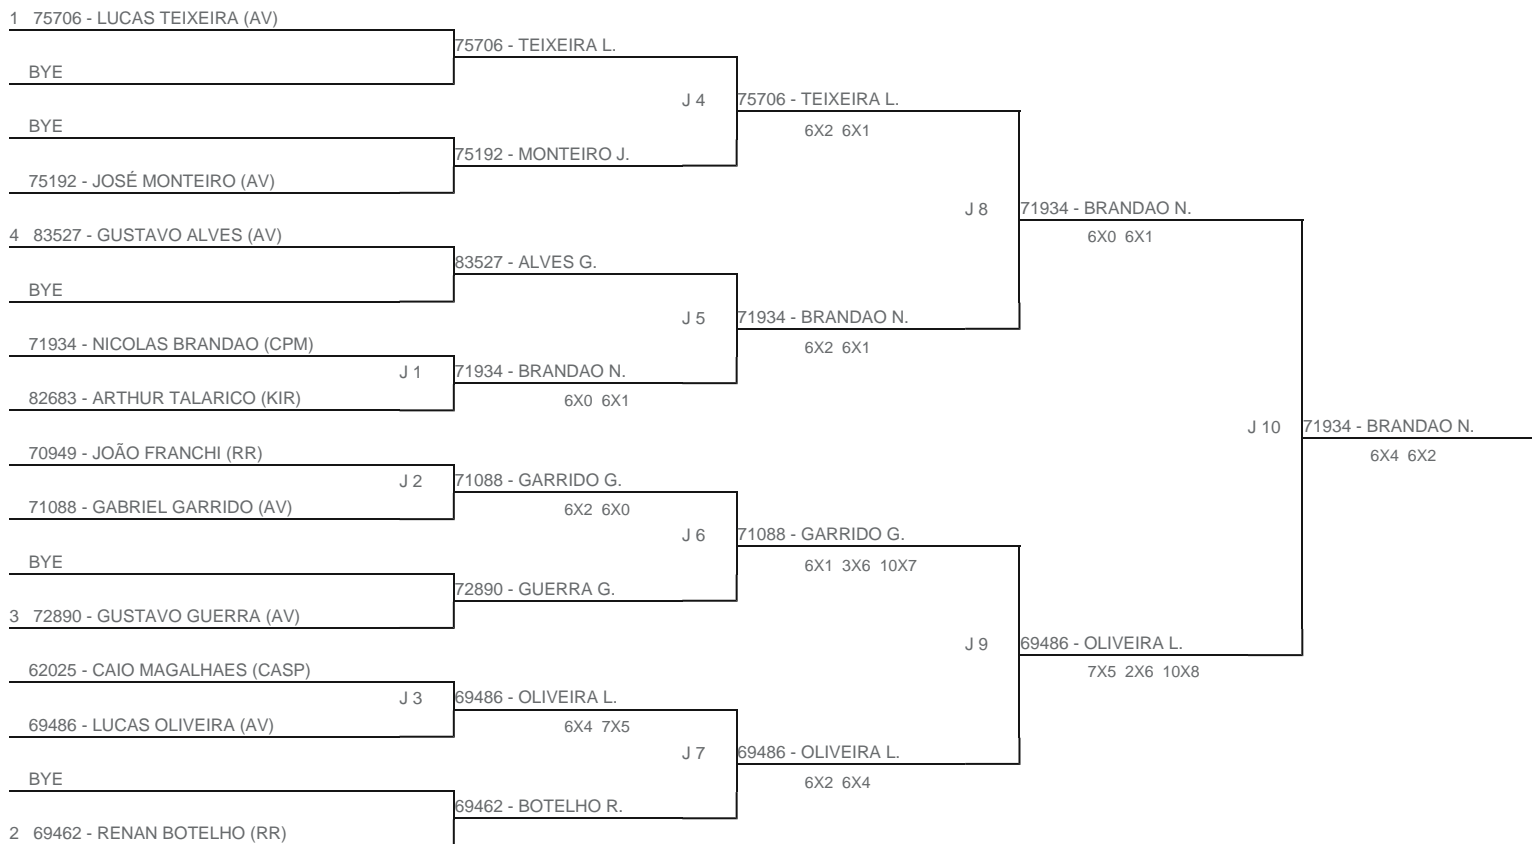 1 75706 - LUCAS TEIXEIRA (AV)
75706 - TEIXEIRA L.
BYE
J 4
75706 - TEIXEIRA L.
6X2 6X1
BYE
75192 - MONTEIRO J.
75192 - JOSÉ MONTEIRO (AV)
J 8
71934 - BRANDAO N.
6X0 6X1
4 83527 - GUSTAVO ALVES (AV)
83527 - ALVES G.
BYE
J 5
71934 - BRANDAO N.
6X2 6X1
71934 - NICOLAS BRANDAO (CPM)
J 1
71934 - BRANDAO N.
6X0 6X1
82683 - ARTHUR TALARICO (KIR)
J 10
71934 - BRANDAO N.
6X4 6X2
70949 - JOÃO FRANCHI (RR)
J 2
71088 - GARRIDO G.
6X2 6X0
71088 - GABRIEL GARRIDO (AV)
J 6
71088 - GARRIDO G.
6X1 3X6 10X7
BYE
72890 - GUERRA G.
3 72890 - GUSTAVO GUERRA (AV)
J 9
69486 - OLIVEIRA L.
7X5 2X6 10X8
62025 - CAIO MAGALHAES (CASP)
J 3
69486 - OLIVEIRA L.
6X4 7X5
69486 - LUCAS OLIVEIRA (AV)
J 7
69486 - OLIVEIRA L.
6X2 6X4
BYE
69462 - BOTELHO R.
2 69462 - RENAN BOTELHO (RR)